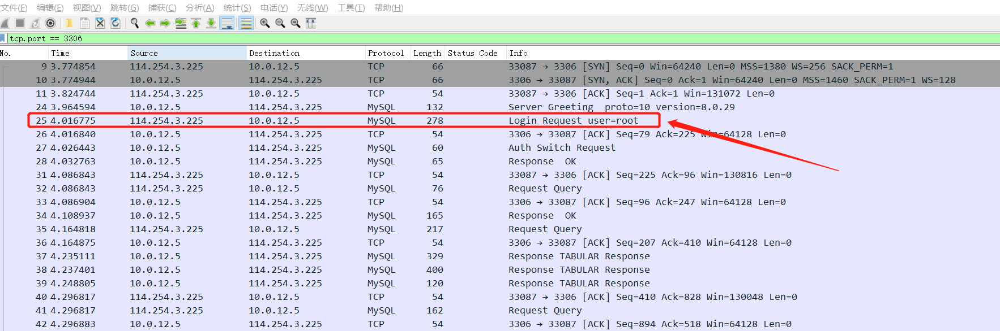 文件(F) 编辑(E) 视图(V) 跳转(G) 捕获(C) 分析(A) 统计(S) 电话(Y) 无线(W) 工具(T) 帮助(H)
tcp.port == 3306
No. Time Source Destination Protocol Length Status Code Info
9 3.774854 114.254.3.225 10.0.12.5 TCP 66 33087 → 3306 [SYN] Seq=0 Win=64240 Len=0 MSS=1380 WS=256 SACK_PERM=1
10 3.774944 10.0.12.5 114.254.3.225 TCP 66 3306 → 33087 [SYN, ACK] Seq=0 Ack=1 Win=64240 Len=0 MSS=1460 SACK_PERM=1 WS=128
11 3.824744 114.254.3.225 10.0.12.5 TCP 54 33087 → 3306 [ACK] Seq=1 Ack=1 Win=131072 Len=0
24 3.964594 10.0.12.5 114.254.3.225 MySQL 132 Server Greeting proto=10 version=8.0.29
25 4.016775 114.254.3.225 10.0.12.5 MySQL 278 Login Request user=root
26 4.016840 10.0.12.5 114.254.3.225 TCP 54 3306 → 33087 [ACK] Seq=79 Ack=225 Win=64128 Len=0
27 4.026443 10.0.12.5 114.254.3.225 MySQL 60 Auth Switch Request
28 4.032763 10.0.12.5 114.254.3.225 MySQL 65 Response OK
31 4.086843 114.254.3.225 10.0.12.5 TCP 54 33087 → 3306 [ACK] Seq=225 Ack=96 Win=130816 Len=0
32 4.086843 114.254.3.225 10.0.12.5 MySQL 76 Request Query
33 4.086904 10.0.12.5 114.254.3.225 TCP 54 3306 → 33087 [ACK] Seq=96 Ack=247 Win=64128 Len=0
34 4.108937 10.0.12.5 114.254.3.225 MySQL 165 Response OK
35 4.164818 114.254.3.225 10.0.12.5 MySQL 217 Request Query
36 4.164875 10.0.12.5 114.254.3.225 TCP 54 3306 → 33087 [ACK] Seq=207 Ack=410 Win=64128 Len=0
37 4.235111 10.0.12.5 114.254.3.225 MySQL 329 Response TABULAR Response
38 4.237401 10.0.12.5 114.254.3.225 MySQL 400 Response TABULAR Response
39 4.248805 10.0.12.5 114.254.3.225 MySQL 120 Response TABULAR Response
40 4.296817 114.254.3.225 10.0.12.5 TCP 54 33087 → 3306 [ACK] Seq=410 Ack=828 Win=130048 Len=0
41 4.296817 114.254.3.225 10.0.12.5 MySQL 162 Request Query
42 4.296883 10.0.12.5 114.254.3.225 TCP 54 3306 → 33087 [ACK] Seq=894 Ack=518 Win=64128 Len=0